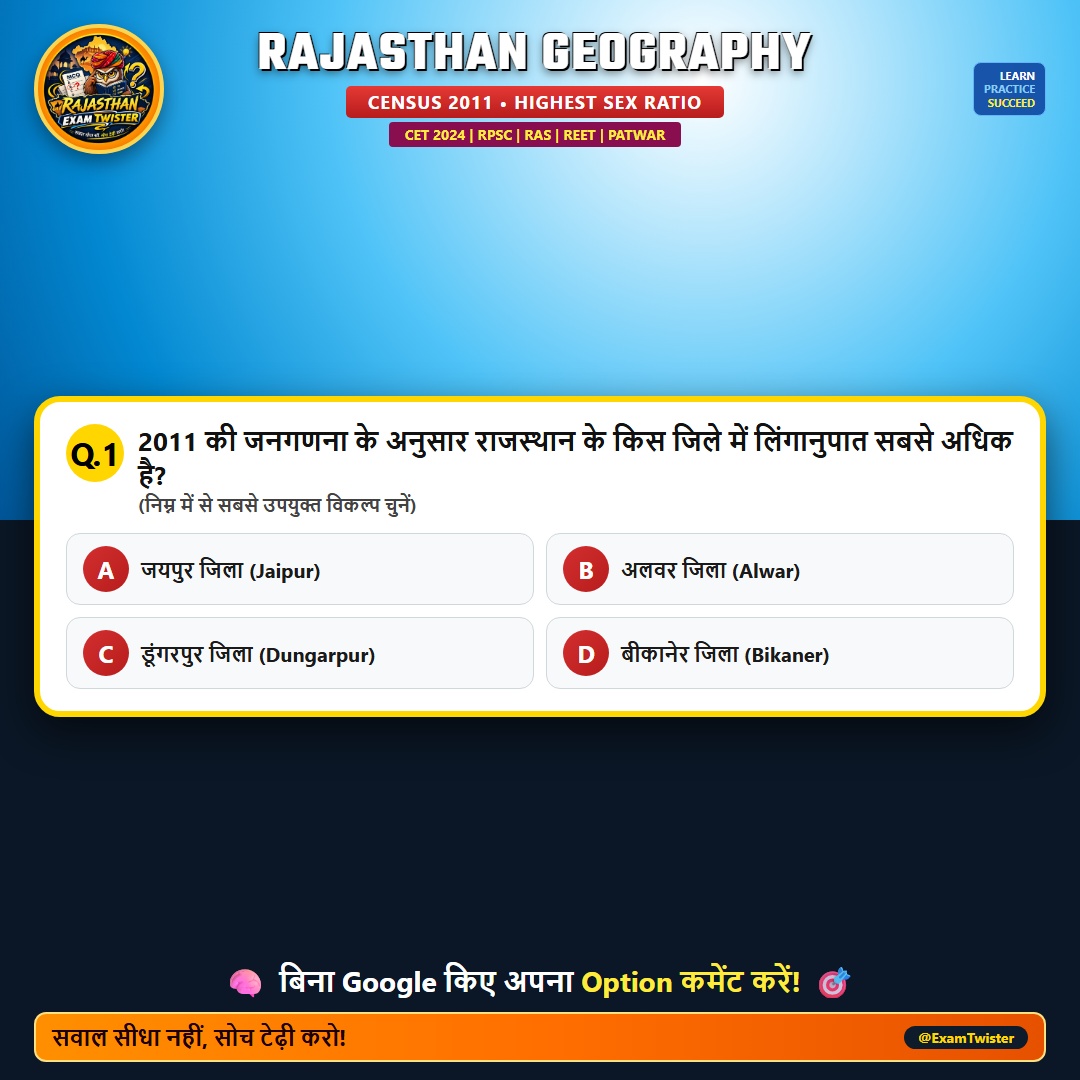 RAJASTHAN GEOGRAPHY
CENSUS 2011 • HIGHEST SEX RATIO
CET 2024 | RPSC | RAS | REET | PATWAR
MCQ
RAJASTHAN
EXAM TWISTER
LEARN
PRACTICE
SUCCEED
Q.1
2011 की जनगणना के अनुसार राजस्थान के किस जिले में लिंगानुपात सबसे अधिक
है?
(निम्न में से सबसे उपयुक्त विकल्प चुनें)
A जयपुर जिला (Jaipur)
B अलवर जिला (Alwar)
C डूंगरपुर जिला (Dungarpur)
D बीकानेर जिला (Bikaner)
बिना Google किए अपना Option कमेंट करें!
सवाल सीधा नहीं, सोच टेढ़ी करो!
@ExamTwister